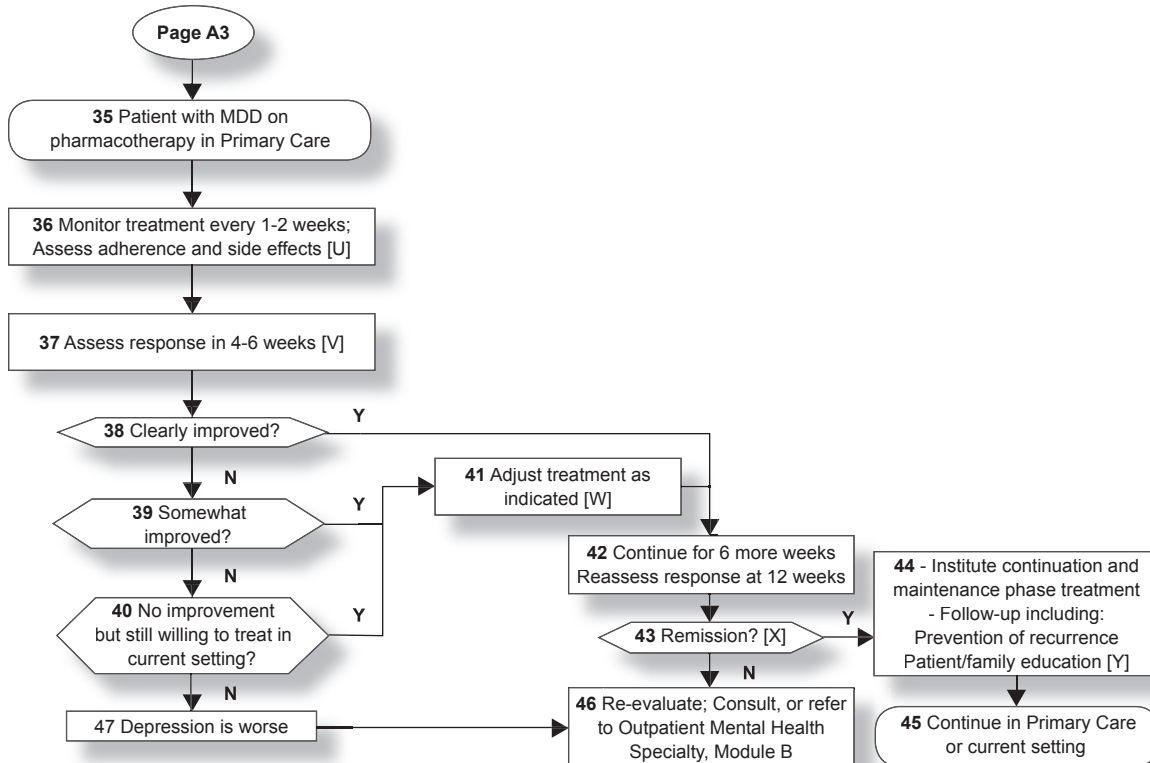 Page A3
35 Patient with MDD on
pharmacotherapy in Primary Care
36 Monitor treatment every 1-2 weeks;
Assess adherence and side effects [U]
37 Assess response in 4-6 weeks [V]
38 Clearly improved?
Y
N
39 Somewhat
improved?
Y
N
40 No improvement
but still willing to treat in
current setting?
Y
N
47 Depression is worse
41 Adjust treatment as
indicated [W]
42 Continue for 6 more weeks
Reassess response at 12 weeks
43 Remission? [X]
Y
N
44 - Institute continuation and
maintenance phase treatment
- Follow-up including:
Prevention of recurrence
Patient/family education [Y]
45 Continue in Primary Care
or current setting
46 Re-evaluate; Consult, or refer
to Outpatient Mental Health
Specialty, Module B